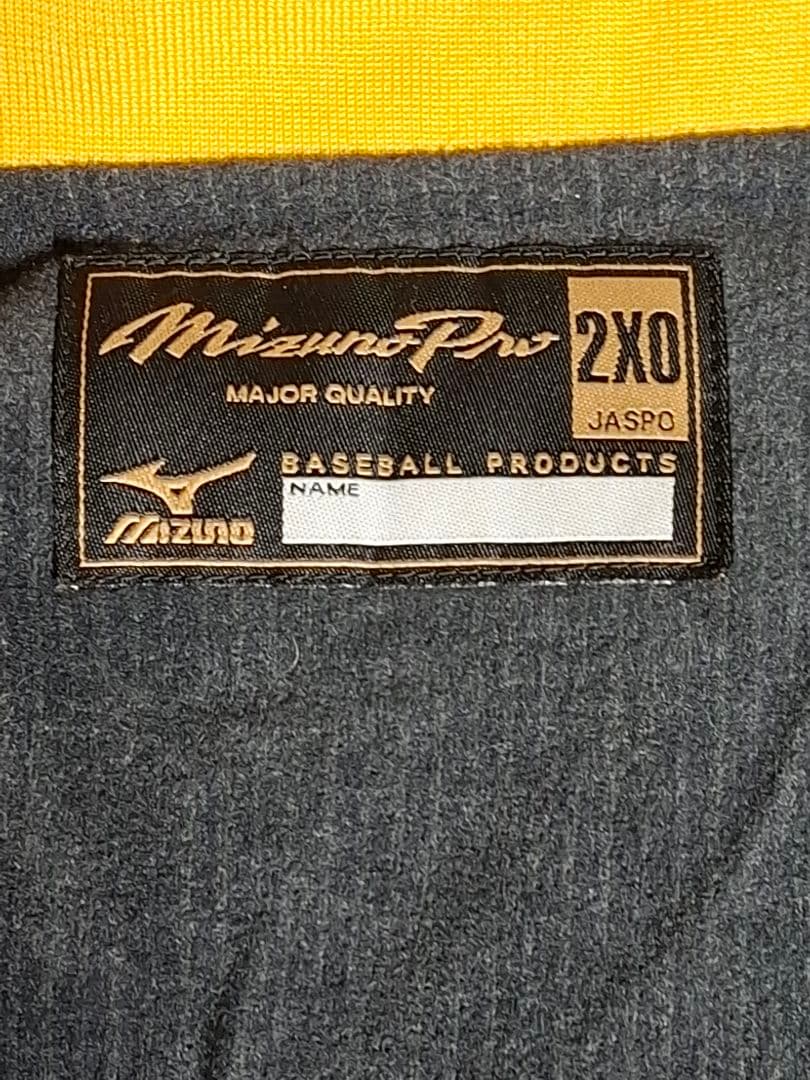 Mizuno Pro
2XO
MAJOR QUALITY
JASPO
BASEBALL PRODUCTS
NAME
MIZUNO